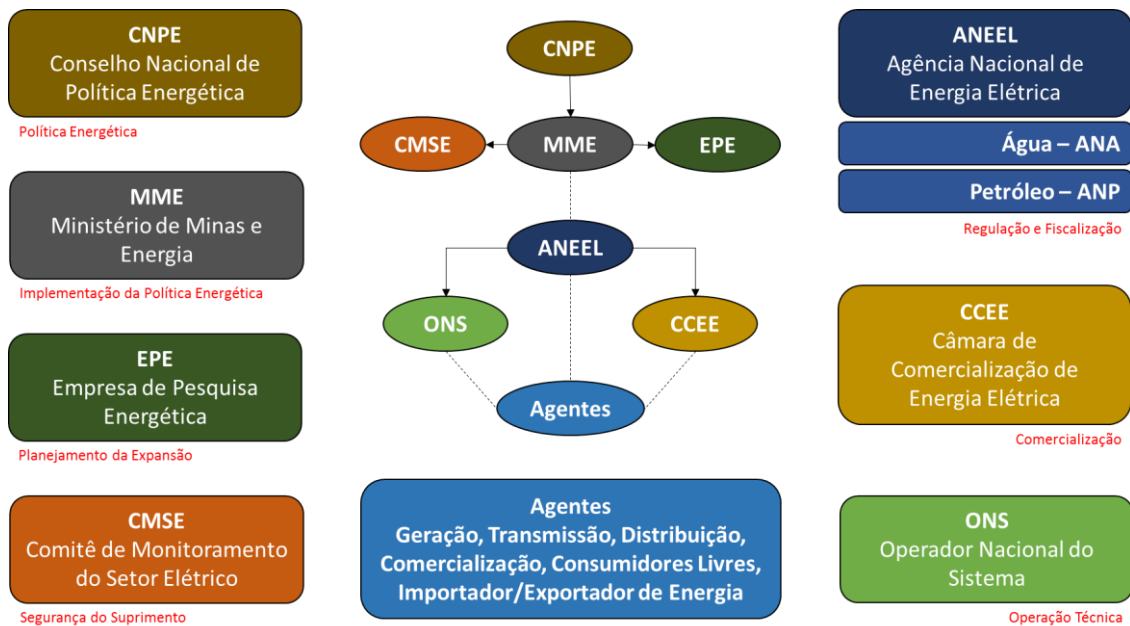 CNPE
Conselho Nacional de
Política Energética
Política Energética
MME
Ministério de Minas e
Energia
Implementação da Política Energética
EPE
Empresa de Pesquisa
Energética
Planejamento da Expansão
CMSE
Comitê de Monitoramento
do Setor Elétrico
Segurança do Suprimento
CNPE
CMSE
MME
EPE
ANEEL
ONS
CCEE
Agentes
Agentes
Geração, Transmissão, Distribuição,
Comercialização, Consumidores Livres,
Importador/Exportador de Energia
ANEEL
Agência Nacional de
Energia Elétrica
Água – ANA
Petróleo – ANP
Regulação e Fiscalização
CCEE
Câmara de
Comercialização de
Energia Elétrica
Comercialização
ONS
Operador Nacional do
Sistema
Operação Técnica